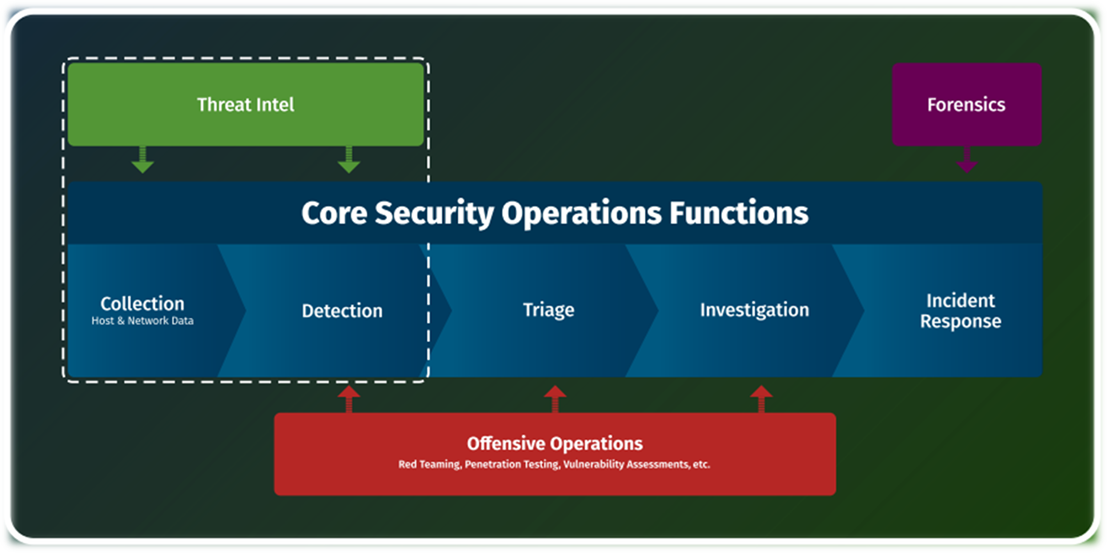 Threat Intel
Forensics
Core Security Operations Functions
Collection
Host & Network Data
Detection
Triage
Investigation
Incident
Response
Offensive Operations
Red Teaming, Penetration Testing, Vulnerability Assessments, etc.